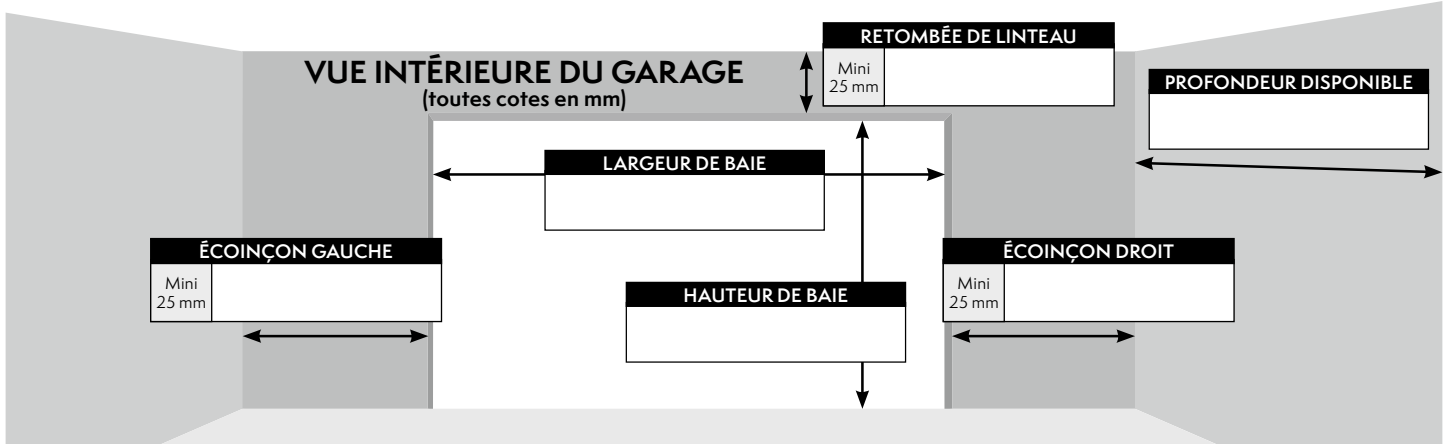 RETOMBÉE DE LINTEAU
Mini
25 mm
VUE INTÉRIEURE DU GARAGE
(toutes cotes en mm)
PROFONDEUR DISPONIBLE
LARGEUR DE BAIE
ÉCOINÇON GAUCHE
Mini
25 mm
ÉCOINÇON DROIT
Mini
25 mm
HAUTEUR DE BAIE